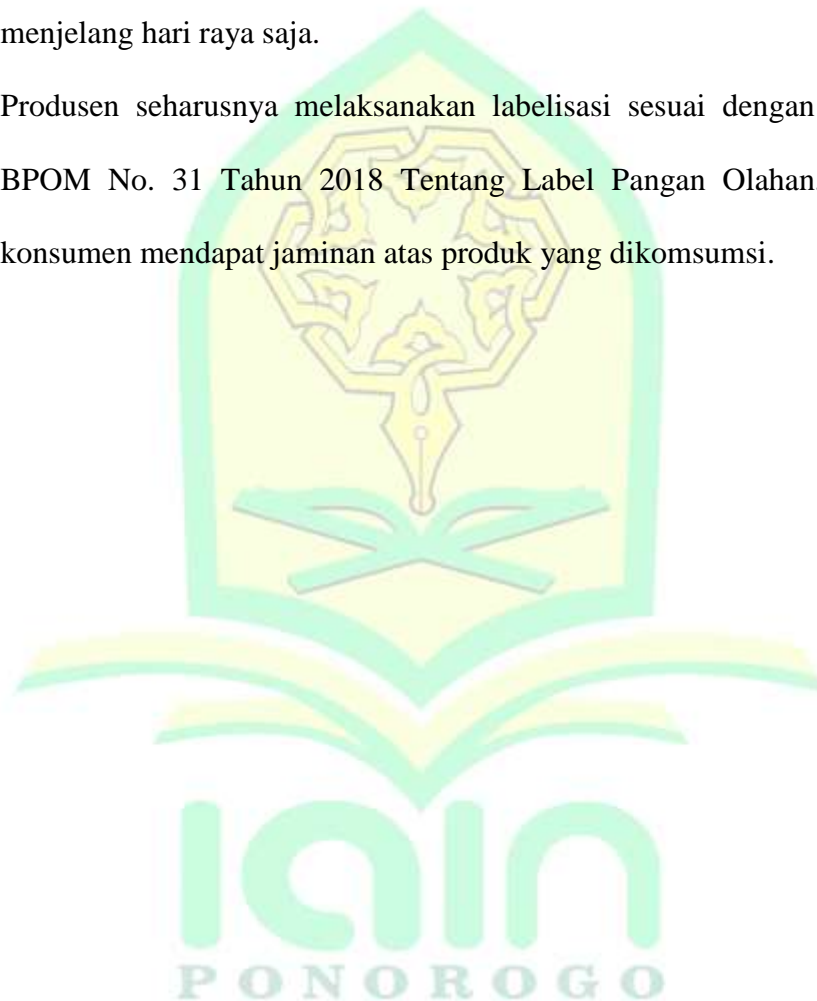 menjelang hari raya saja.
Produsen seharusnya melaksanakan labelisasi sesuai dengan
BPOM No. 31 Tahun 2018 Tentang Label Pangan Olahan.
konsumen mendapat jaminan atas produk yang dikomsumsi.
iain
PONOROGO